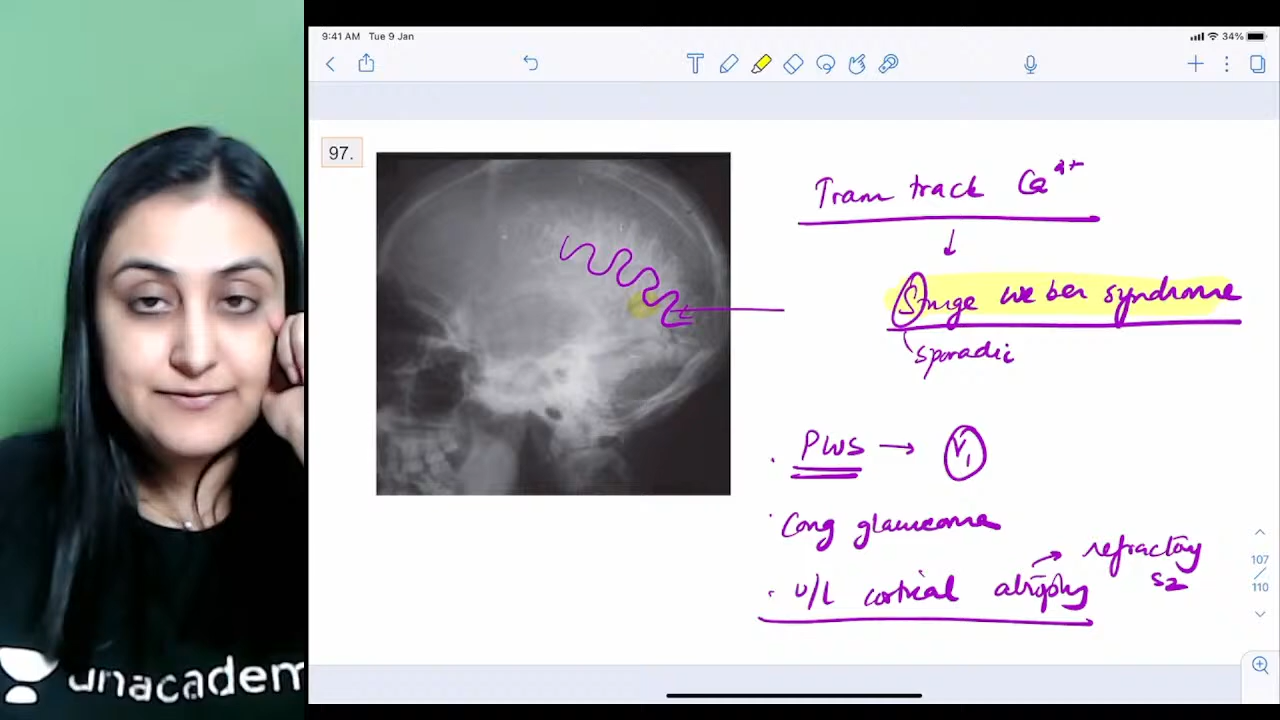 9:41 AM Tue 9 Jan
34%
97.
Tram track Ca2+
Sturge weber syndrome
sporadic
PWS → V1
Cong glaucoma
U/L cortical atrophy → refractory
Sz
107
110
unacadem